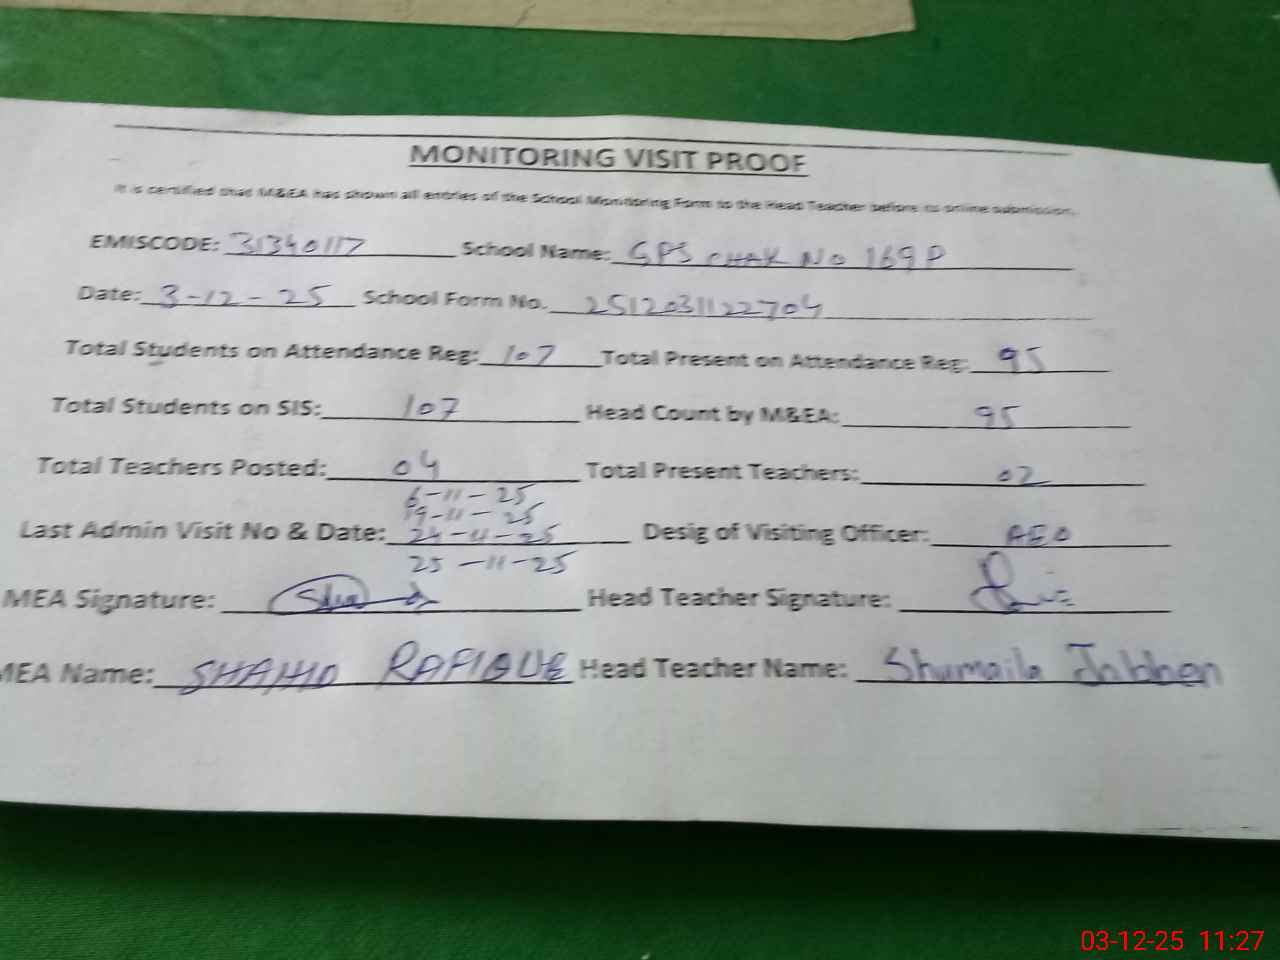 MONITORING VISIT PROOF
It is certified that M&EA has shown all entries of the School Monitoring Form to the Head Teacher before its online submission.
EMISCODE: 31340117 School Name: GPS CHAK NO 169 P
Date: 3-12-25 School Form No. 2512031122704
Total Students on Attendance Reg: 107 Total Present on Attendance Reg: 95
Total Students on SIS: 107 Head Count by M&EA: 95
Total Teachers Posted: 04 Total Present Teachers: 02
6-11-25
19-11-25
Last Admin Visit No & Date: 24-11-25 Desig of Visiting Officer: AEO
25-11-25
MEA Signature: Head Teacher Signature:
MEA Name: SHAHID RAFIQUE Head Teacher Name: Shumaila Jabben
03-12-25 11:27